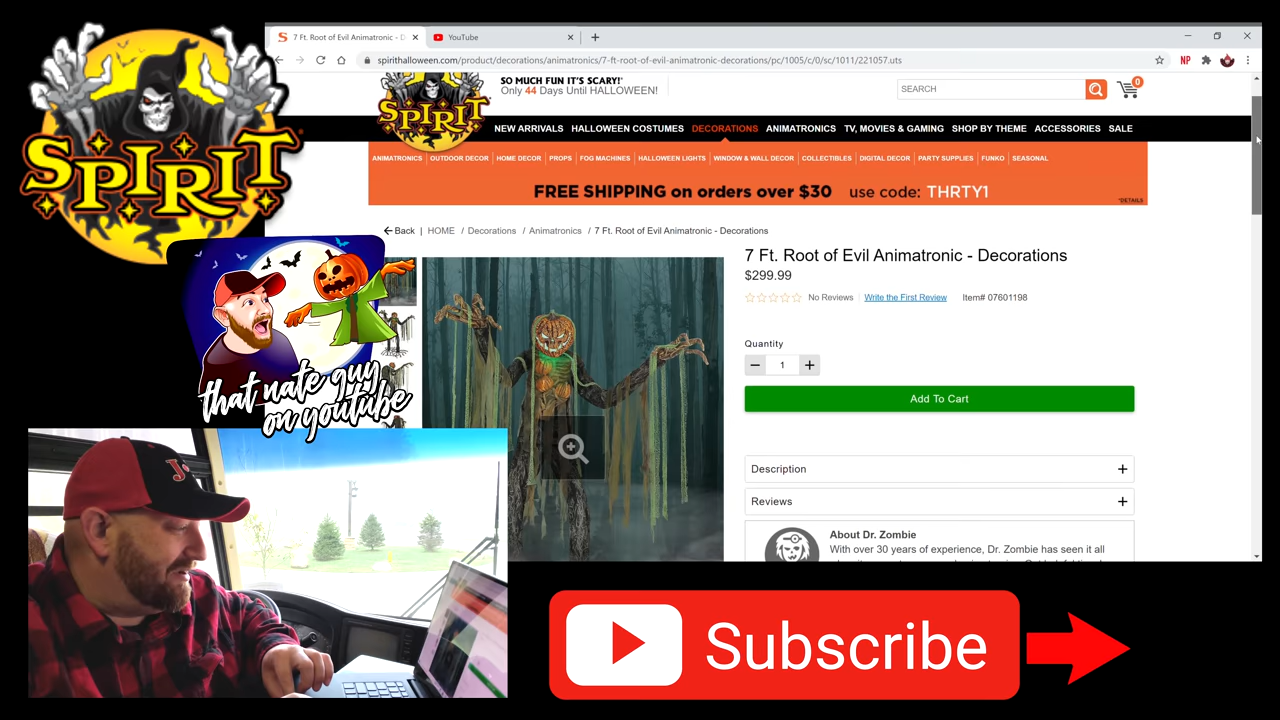 SPIRIT
7 Ft. Root of Evil Animatronic - D
YouTube
spirithalloween.com/product/decorations/animatronics/7-ft-root-of-evil-animatronic-decorations/pc/1005/c/0/sc/1011/221057.uts
NP
SPIRIT
SO MUCH FUN IT'S SCARY!
Only 44 Days Until HALLOWEEN!
SEARCH
0
NEW ARRIVALS HALLOWEEN COSTUMES DECORATIONS ANIMATRONICS TV, MOVIES & GAMING SHOP BY THEME ACCESSORIES SALE
ANIMATRONICS OUTDOOR DECOR HOME DECOR PROPS FOG MACHINES HALLOWEEN LIGHTS WINDOW & WALL DECOR COLLECTIBLES DIGITAL DECOR PARTY SUPPLIES FUNKO SEASONAL
FREE SHIPPING on orders over $30 use code: THRTY1
*DETAILS
Back | HOME / Decorations / Animatronics / 7 Ft. Root of Evil Animatronic - Decorations
7 Ft. Root of Evil Animatronic - Decorations
$299.99
No Reviews Write the First Review Item# 07601198
Quantity
1
Add To Cart
Description
Reviews
About Dr. Zombie
With over 30 years of experience, Dr. Zombie has seen it all
that nate guy
on youtube
J
Subscribe